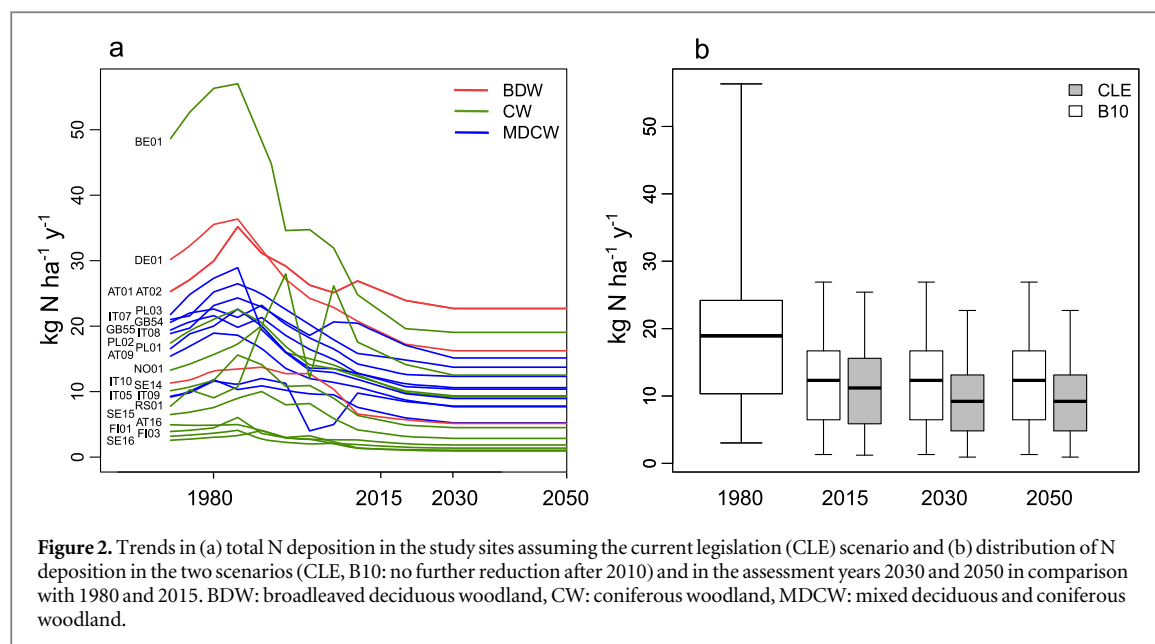 a
b
kg N ha-1 y-1
50
40
30
20
10
0
BE01
DE01
AT01 AT02
PL03
IT07
GB54
GB55 IT08
PL02 PL01
AT09
NO01
IT10 SE14
IT05 IT09
RS01
SE15 AT16
FI01 FI03
SE16
BDW
CW
MDCW
1980 2015 2030 2050
kg N ha-1 y-1
50
40
30
20
10
0
CLE
B10
1980 2015 2030 2050
Figure 2. Trends in (a) total N deposition in the study sites assuming the current legislation (CLE) scenario and (b) distribution of N
deposition in the two scenarios (CLE, B10: no further reduction after 2010) and in the assessment years 2030 and 2050 in comparison
with 1980 and 2015. BDW: broadleaved deciduous woodland, CW: coniferous woodland, MDCW: mixed deciduous and coniferous
woodland.